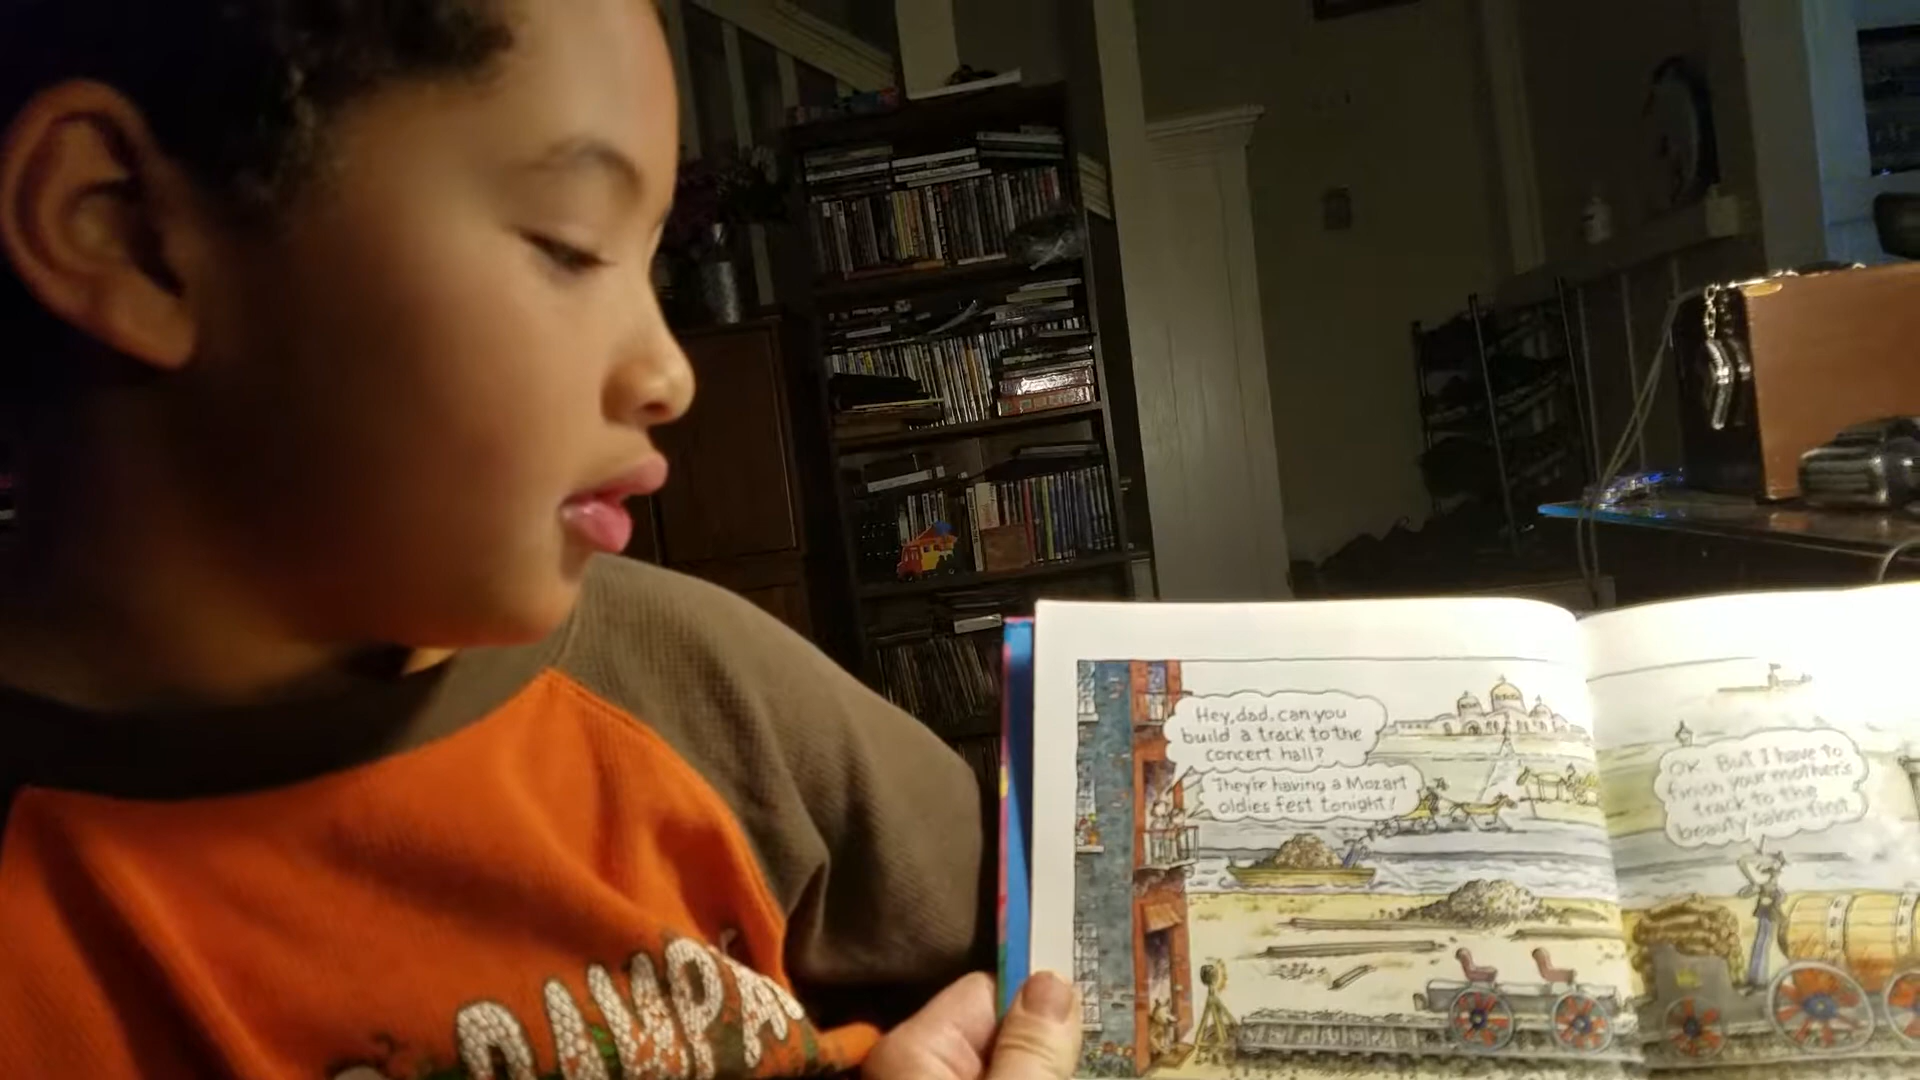 Hey, dad, can you
build a track to the
concert hall?
They're having a Mozart
oldies fest tonight!
OK. But I have to
finish your mother's
track to the
beauty salon first.